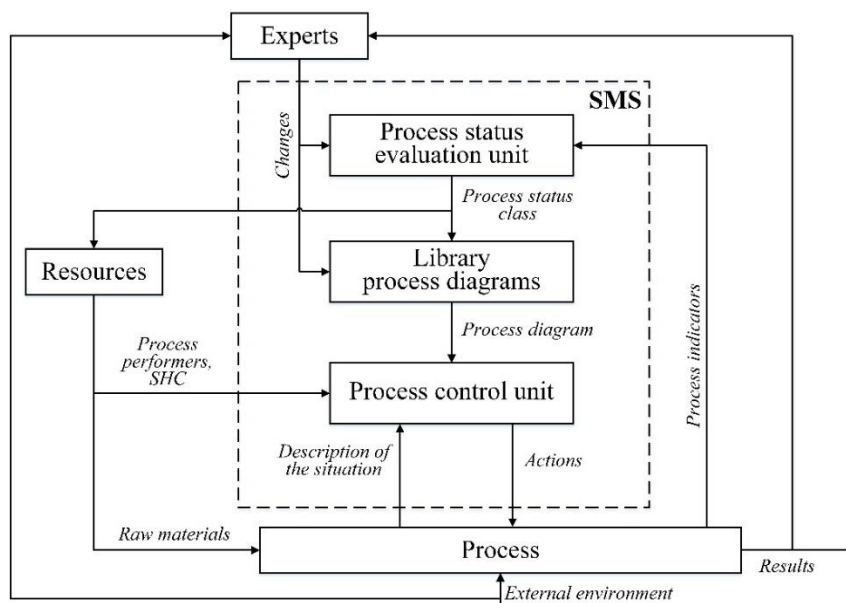 Experts
SMS
Changes
Process status
evaluation unit
Process status
class
Resources
Library
process diagrams
Process diagram
Process indicators
Process
performers,
SHC
Process control unit
Description of
the situation
Actions
Raw materials
Process
Results
External environment